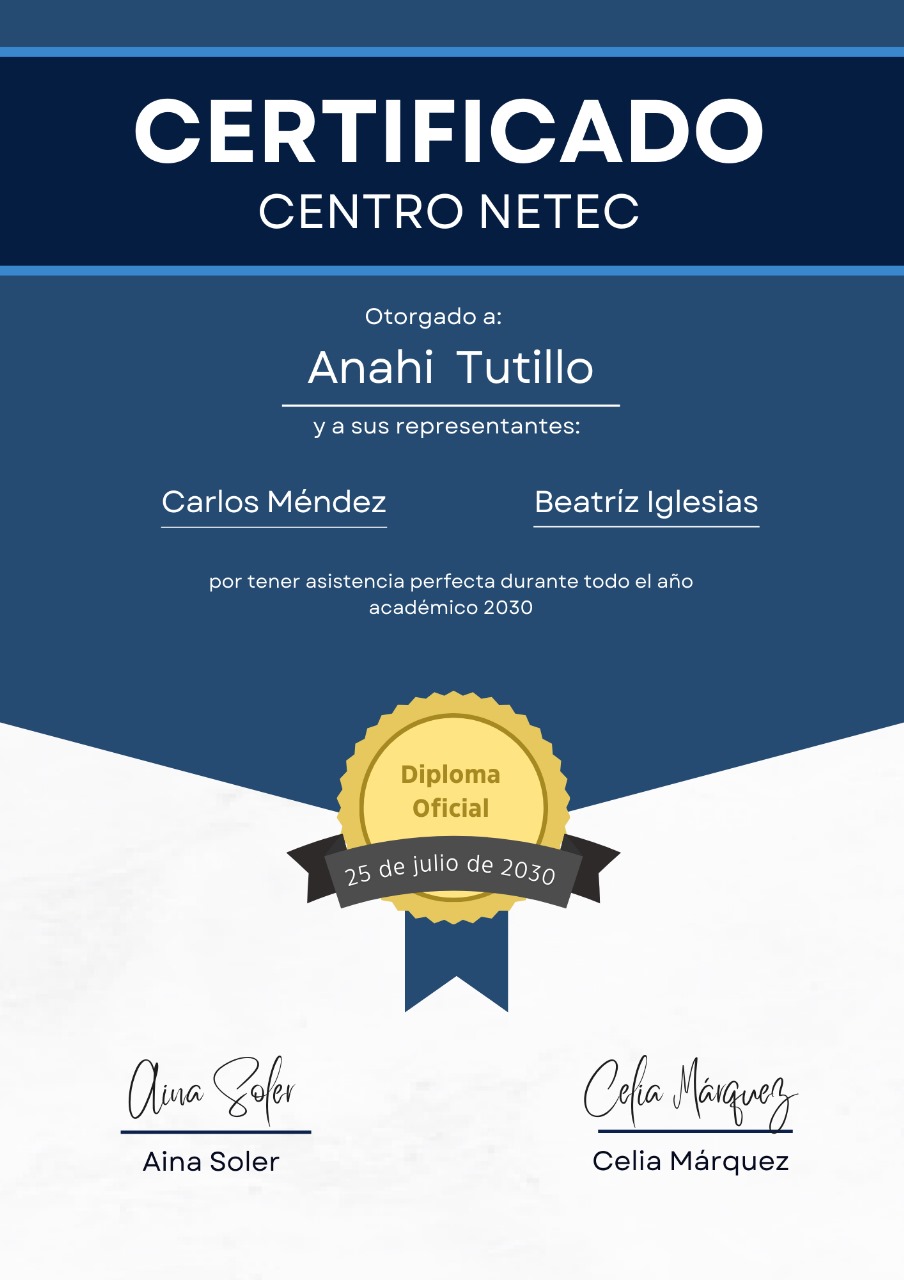 CERTIFICADO
CENTRO NETEC
Otorgado a:
Anahi Tutillo
y a sus representantes:
Carlos Méndez
Beatríz Iglesias
por tener asistencia perfecta durante todo el año
académico 2030
Diploma
Oficial
25 de julio de 2030
Aina Soler
Celia Márquez
Aina Soler
Celia Márquez